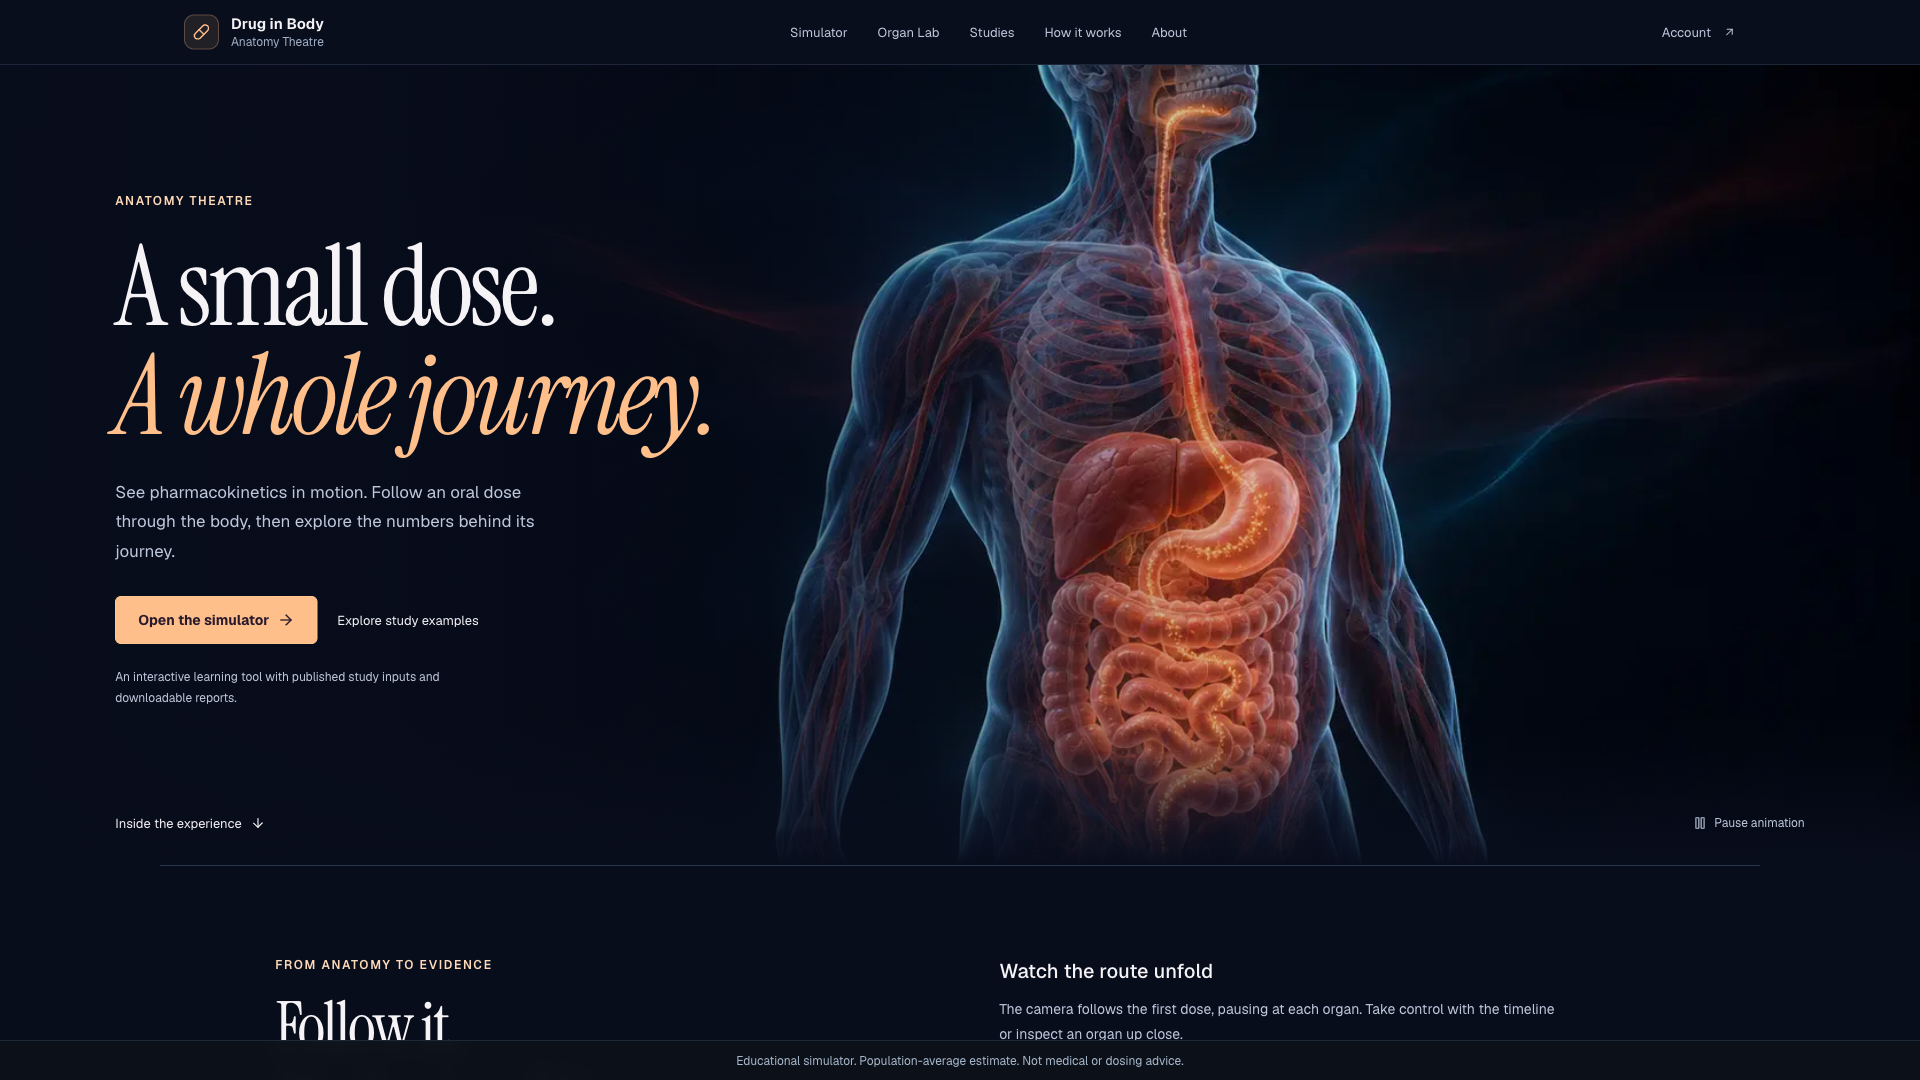 Drug in Body
Anatomy Theatre
Simulator
Organ Lab
Studies
How it works
About
Account
ANATOMY THEATRE
A small dose.
A whole journey.
See pharmacokinetics in motion. Follow an oral dose
through the body, then explore the numbers behind its
journey.
Open the simulator
Explore study examples
An interactive learning tool with published study inputs and
downloadable reports.
Inside the experience
Pause animation
FROM ANATOMY TO EVIDENCE
Follow it
Watch the route unfold
The camera follows the first dose, pausing at each organ. Take control with the timeline
or inspect an organ up close.
Educational simulator. Population-average estimate. Not medical or dosing advice.